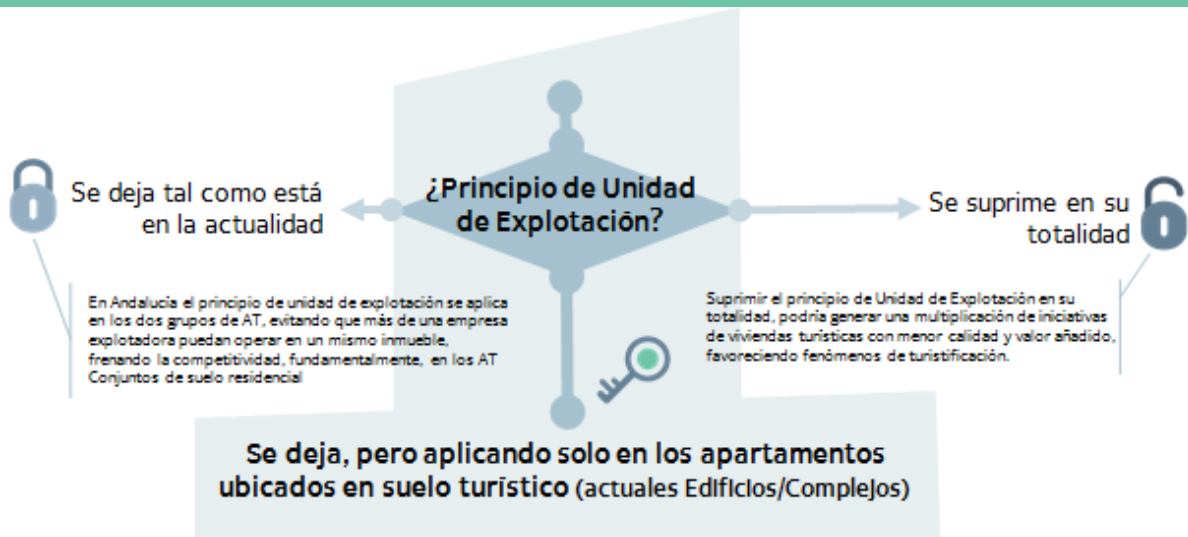 ¿Principio de Unidad
de Explotación?
Se deja tal como está
en la actualidad
Se suprime en su
totalidad
En Andalucía el principio de unidad de explotación se aplica
en los dos grupos de AT, evitando que más de una empresa
explotadora puedan operar en un mismo inmueble,
frenando la competitividad, fundamentalmente, en los AT
Conjuntos de suelo residencial
Suprimir el principio de Unidad de Explotación en su
totalidad, podría generar una multiplicación de iniciativas
de viviendas turísticas con menor calidad y valor añadido,
favoreciendo fenómenos de turistificación.
Se deja, pero aplicando solo en los apartamentos
ubicados en suelo turístico (actuales Edificios/Complejos)